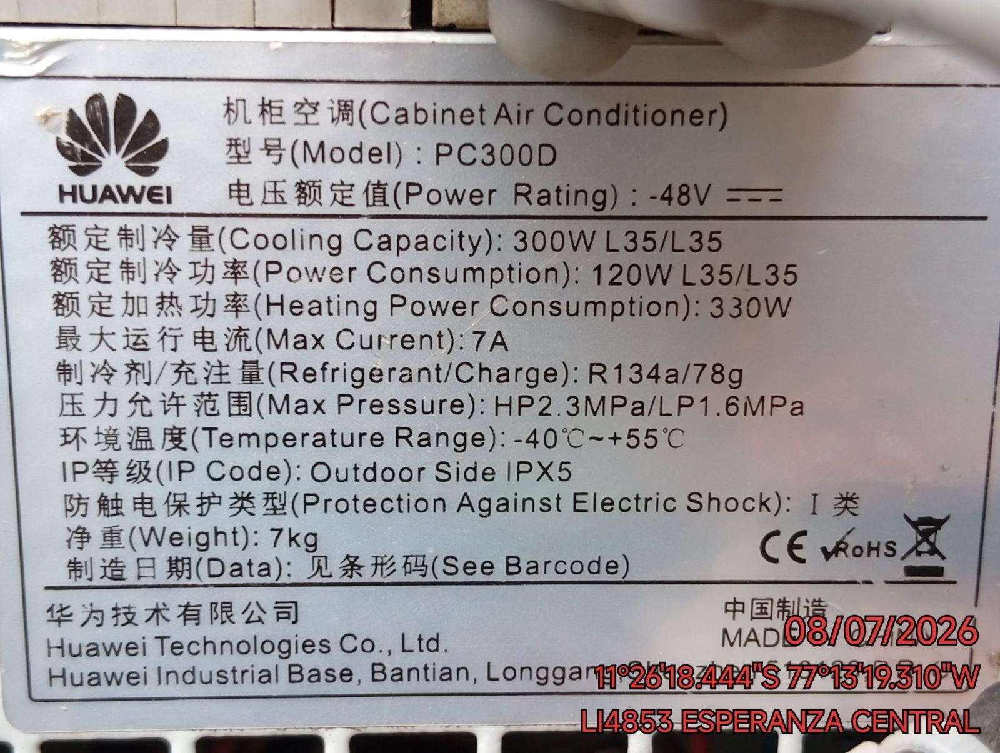 HUAWEI
机柜空调(Cabinet Air Conditioner)
型号(Model) : PC300D
电压额定值(Power Rating) : -48V
额定制冷量(Cooling Capacity): 300W L35/L35
额定制冷功率(Power Consumption): 120W L35/L35
额定加热功率(Heating Power Consumption): 330W
最大运行电流(Max Current): 7A
制冷剂/充注量(Refrigerant/Charge): R134a/78g
压力允许范围(Max Pressure): HP2.3MPa/LP1.6MPa
环境温度(Temperature Range): -40℃~+55℃
IP等级(IP Code): Outdoor Side IPX5
防触电保护类型(Protection Against Electric Shock): I 类
净重(Weight): 7kg
制造日期(Data): 见条形码(See Barcode)
CE RoHS
华为技术有限公司
Huawei Technologies Co., Ltd.
Huawei Industrial Base, Bantian, Longgang,
中国制造
MADE IN CHINA
08/07/2026
11°26'18.444"S 77°13'19.310"W
LI4853 ESPERANZA CENTRAL